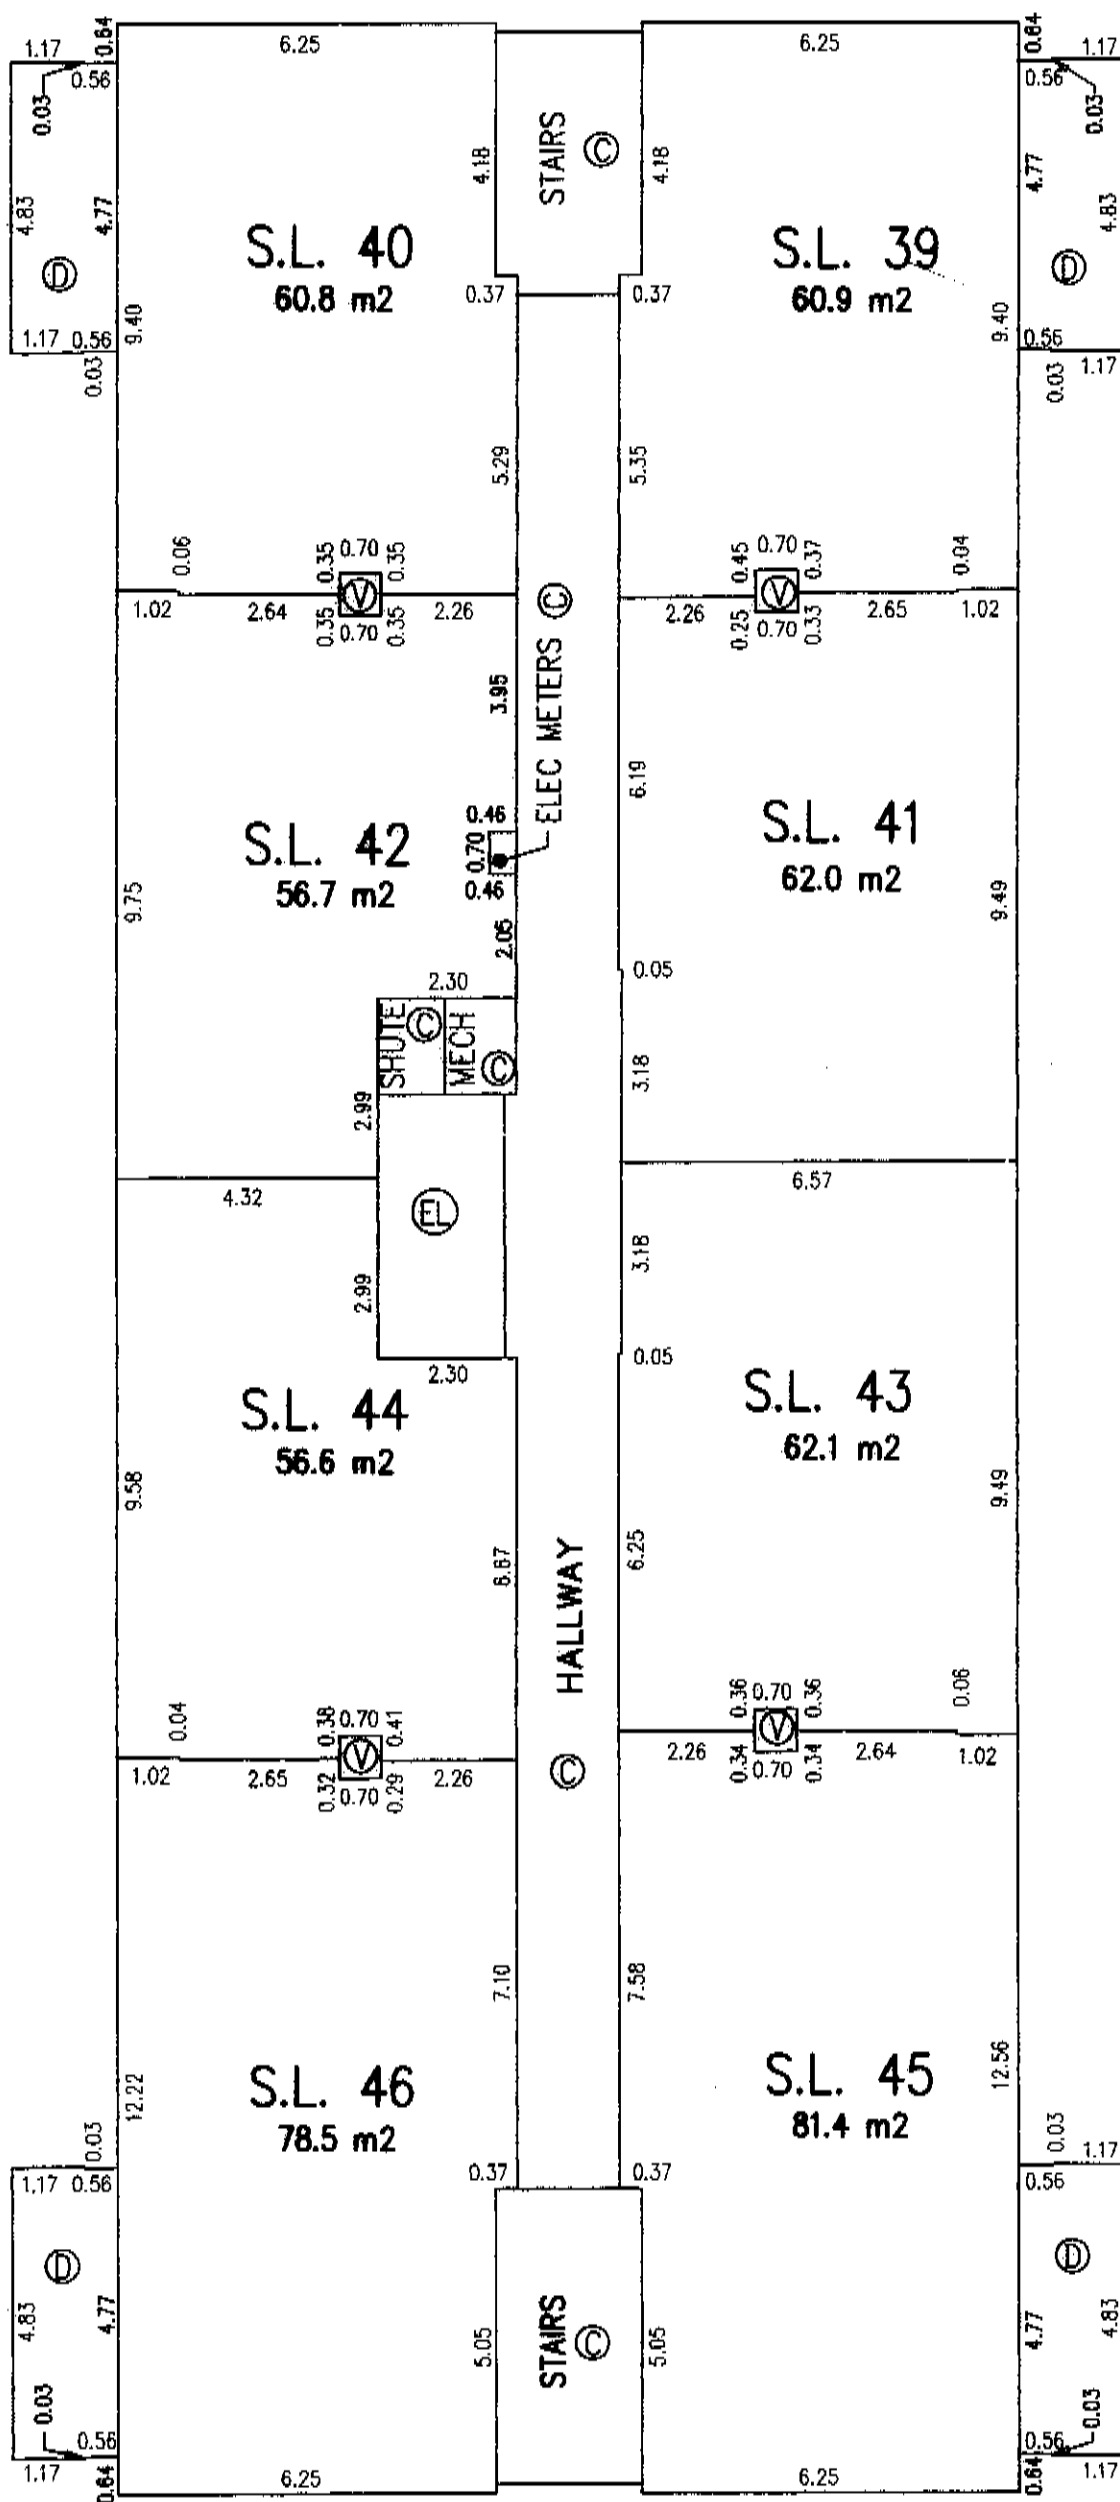 1.17
0.64
6.25
6.25
0.64
1.17
0.56
0.03
0.56
0.03
4.83
4.77
4.18
STAIRS
C
4.18
4.77
4.83
D
S.L. 40
60.8 m2
S.L. 39
60.9 m2
D
0.37
0.37
1.17 0.56
9.40
9.40
0.56
1.17
0.03
0.03
5.29
5.35
0.06
0.35 0.70 0.35
0.45 0.70 0.37
0.04
V
V
1.02
2.64
0.35 0.70 0.35
2.26
2.26
0.25 0.70 0.33
2.65
1.02
ELEC METERS C
3.95
6.19
S.L. 42
56.7 m2
0.46
0.70
0.46
S.L. 41
62.0 m2
9.75
9.49
2.05
2.30
0.05
SHUTE C
MECH C
2.99
3.18
4.32
6.57
EL
2.99
3.18
2.30
0.05
S.L. 44
56.6 m2
S.L. 43
62.1 m2
9.58
9.49
6.67
6.25
HALLWAY
C
0.04
0.38 0.70 0.41
0.36 0.70 0.36
0.06
V
V
1.02
2.65
0.32 0.70 0.29
2.26
2.26
0.34 0.70 0.34
2.64
1.02
7.10
7.58
S.L. 46
78.5 m2
S.L. 45
81.4 m2
12.22
12.56
0.03
0.03
1.17
1.17 0.56
0.37
0.37
0.56
D
D
4.83
4.77
5.05
STAIRS
C
5.05
4.77
4.83
0.03
0.03
0.56
0.56
1.17
0.64
6.25
6.25
0.64
1.17